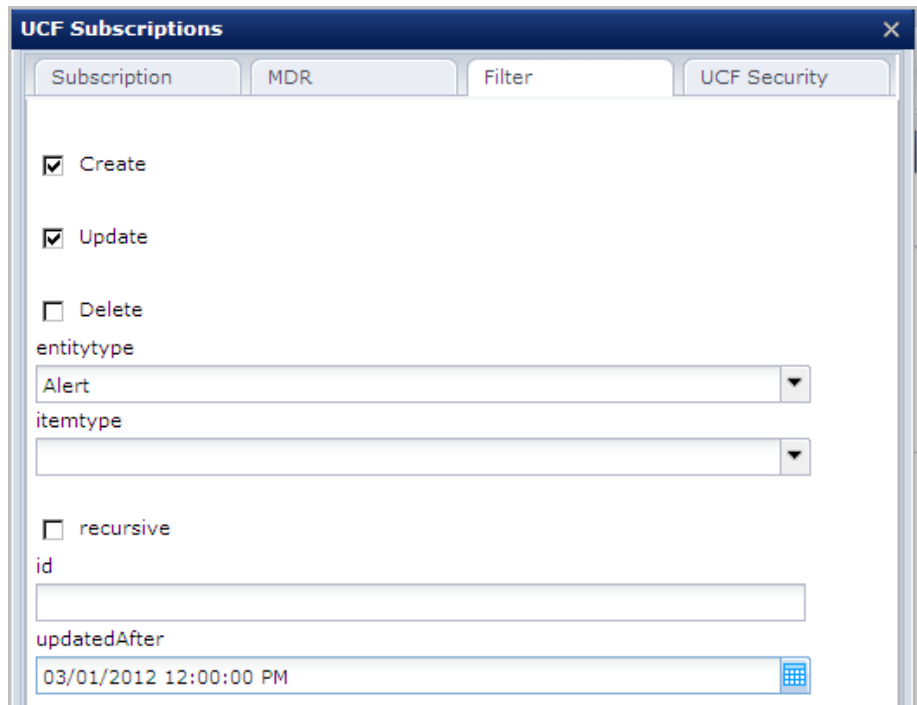 UCF Subscriptions
Subscription MDR Filter UCF Security
Create
Update
Delete
entitytype
Alert
itemtype
recursive
id
updatedAfter
03/01/2012 12:00:00 PM